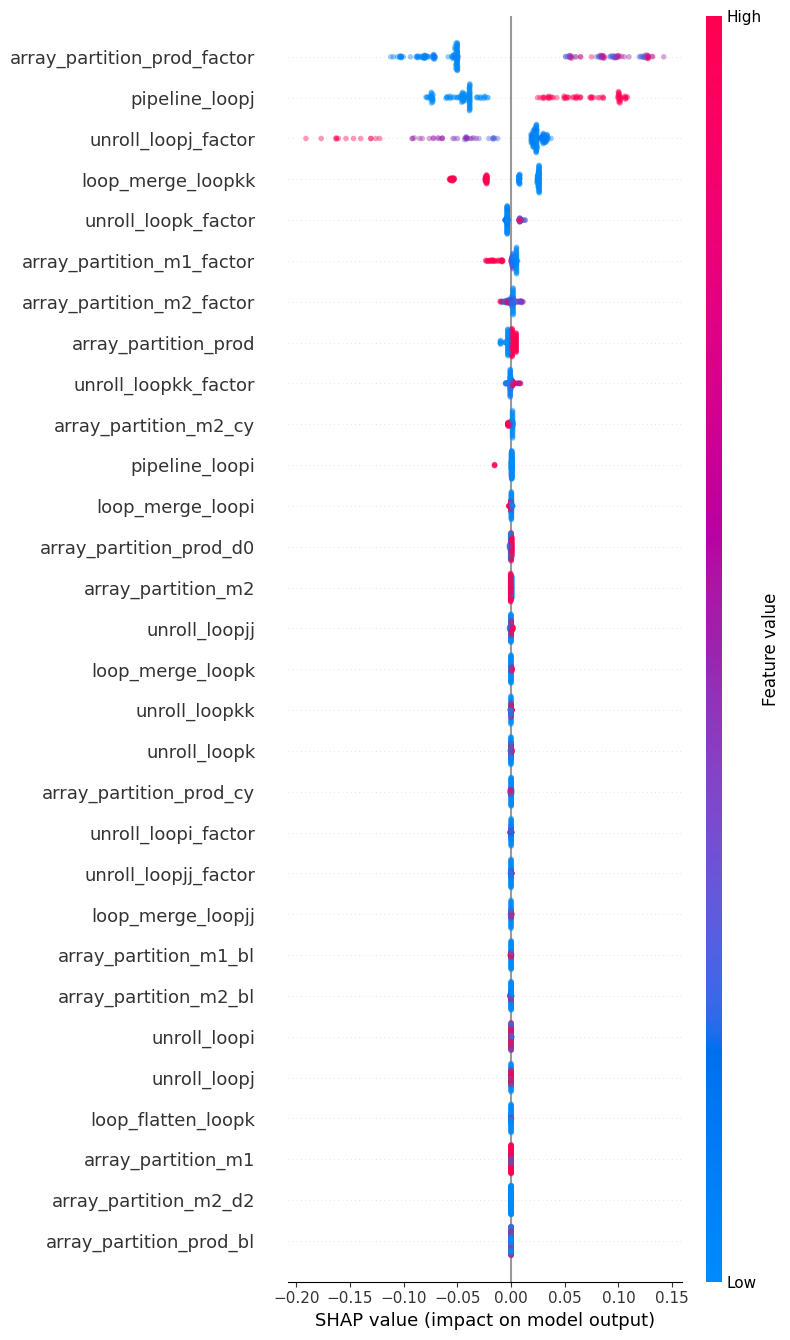 High
array_partition_prod_factor
pipeline_loopj
unroll_loopj_factor
loop_merge_loopkk
unroll_loopk_factor
array_partition_m1_factor
array_partition_m2_factor
array_partition_prod
unroll_loopkk_factor
array_partition_m2_cy
pipeline_loopi
loop_merge_loopi
array_partition_prod_d0
array_partition_m2
unroll_loopjj
loop_merge_loopk
unroll_loopkk
unroll_loopk
array_partition_prod_cy
unroll_loopi_factor
unroll_loopjj_factor
loop_merge_loopjj
array_partition_m1_bl
array_partition_m2_bl
unroll_loopi
unroll_loopj
loop_flatten_loopk
array_partition_m1
array_partition_m2_d2
array_partition_prod_bl
Feature value
Low
−0.20 −0.15 −0.10 −0.05 0.00 0.05 0.10 0.15
SHAP value (impact on model output)